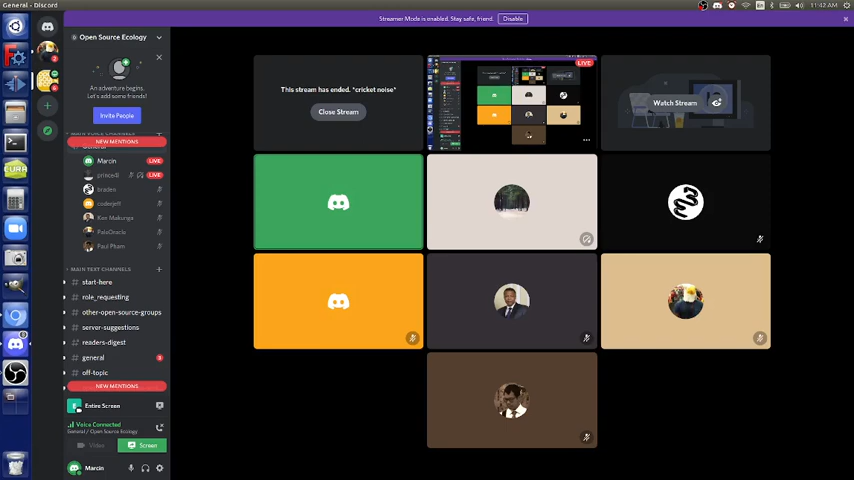 General - Discord
En
11:42 AM
Streamer Mode is enabled. Stay safe, friend.
Disable
Open Source Ecology
An adventure begins.
Let's add some friends!
Invite People
NEW MENTIONS
General
Marcin
LIVE
prince4i
LIVE
braden
coderjeff
Ken Makunga
PaleOracle
Paul Pham
MAIN TEXT CHANNELS
start-here
role_requesting
other-open-source-groups
server-suggestions
readers-digest
general
off-topic
NEW MENTIONS
Entire Screen
Voice Connected
General / Open Source Ecology
Video
Screen
Marcin
This stream has ended. *cricket noise*
Close Stream
LIVE
Watch Stream
CURA